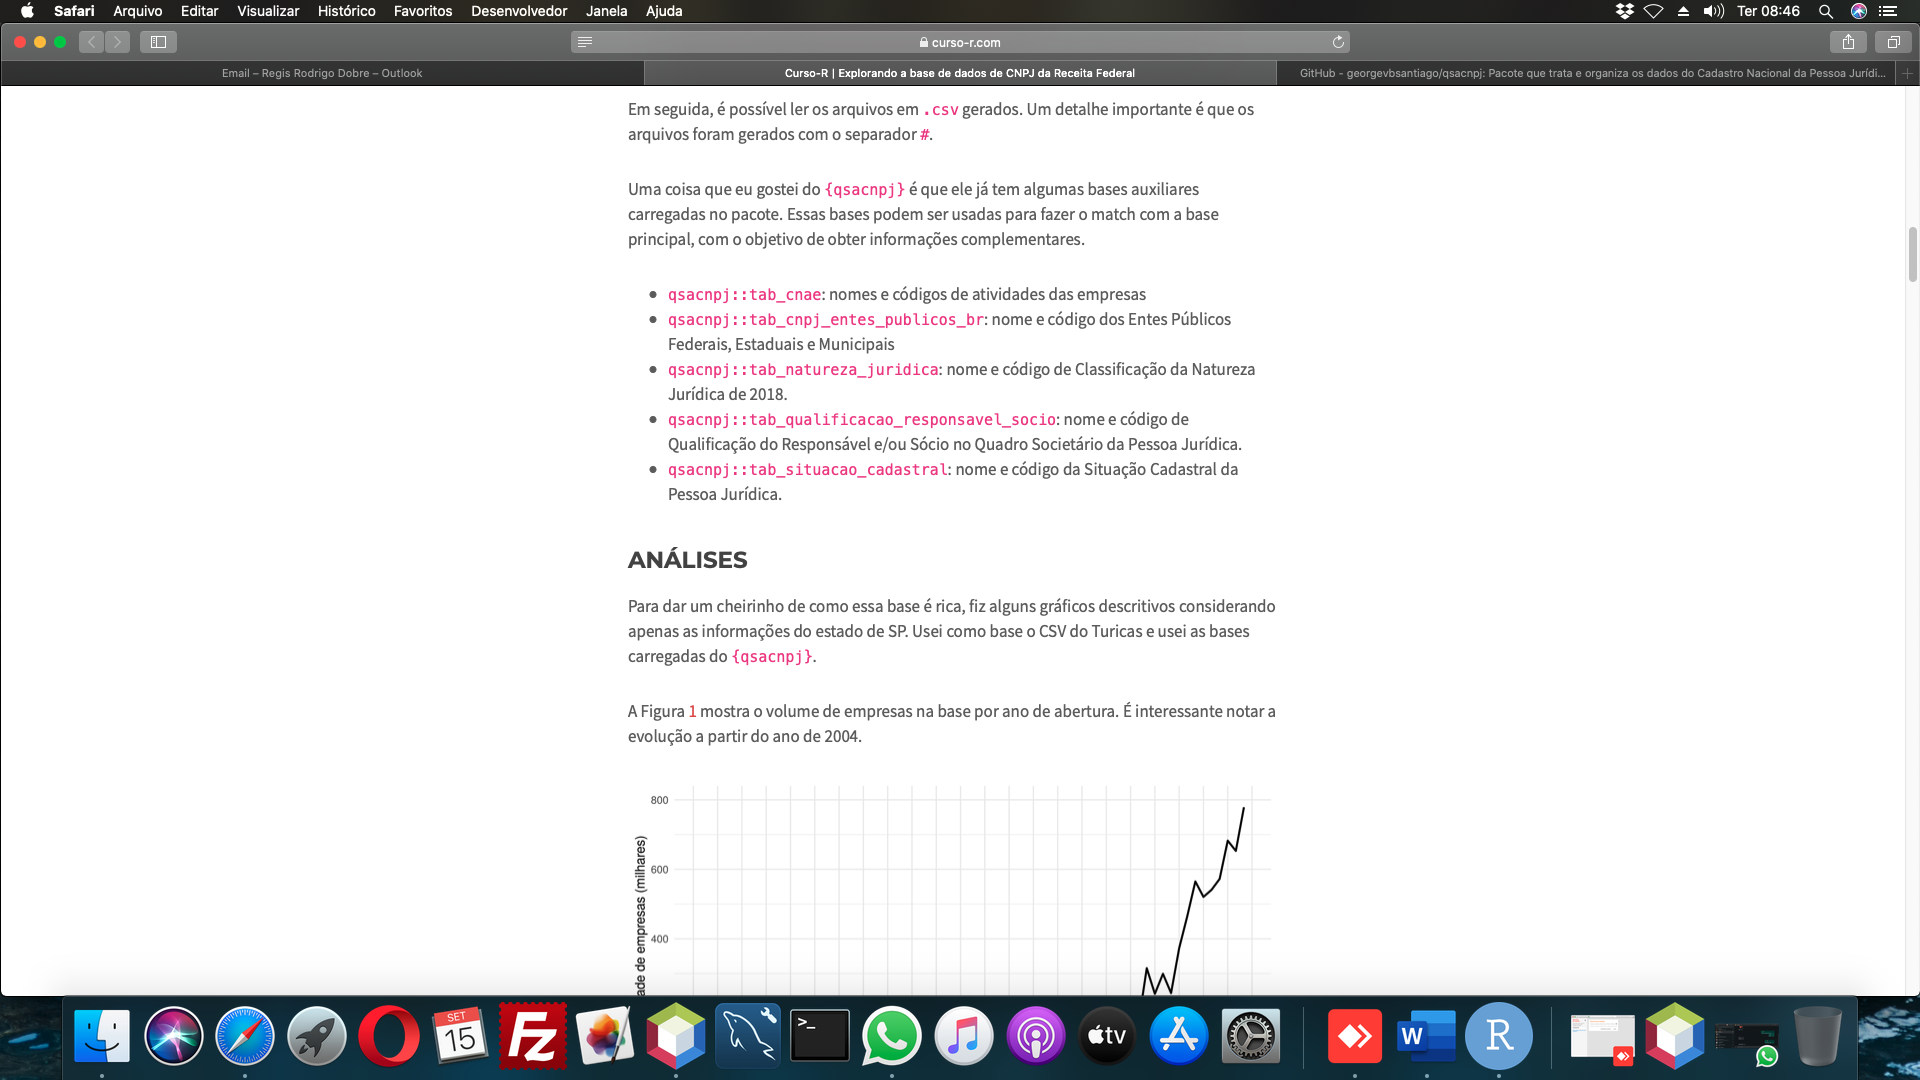 Safari Arquivo Editar Visualizar Histórico Favoritos Desenvolvedor Janela Ajuda Ter 08:46
curso-r.com
Email – Regis Rodrigo Dobre – Outlook
Curso-R | Explorando a base de dados de CNPJ da Receita Federal
GitHub - georgevbsantiago/qsacnpj: Pacote que trata e organiza os dados do Cadastro Nacional da Pessoa Jurídi...
Em seguida, é possível ler os arquivos em .csv gerados. Um detalhe importante é que os
arquivos foram gerados com o separador #.
Uma coisa que eu gostei do {qsacnpj} é que ele já tem algumas bases auxiliares
carregadas no pacote. Essas bases podem ser usadas para fazer o match com a base
principal, com o objetivo de obter informações complementares.
• qsacnpj::tab_cnae: nomes e códigos de atividades das empresas
• qsacnpj::tab_cnpj_entes_publicos_br: nome e código dos Entes Públicos
Federais, Estaduais e Municipais
• qsacnpj::tab_natureza_juridica: nome e código de Classificação da Natureza
Jurídica de 2018.
• qsacnpj::tab_qualificacao_responsavel_socio: nome e código de
Qualificação do Responsável e/ou Sócio no Quadro Societário da Pessoa Jurídica.
• qsacnpj::tab_situacao_cadastral: nome e código da Situação Cadastral da
Pessoa Jurídica.
ANÁLISES
Para dar um cheirinho de como essa base é rica, fiz alguns gráficos descritivos considerando
apenas as informações do estado de SP. Usei como base o CSV do Turicas e usei as bases
carregadas do {qsacnpj}.
A Figura 1 mostra o volume de empresas na base por ano de abertura. É interessante notar a
evolução a partir do ano de 2004.
800
600
400
ade de empresas (milhares)
SET
15
Fz
>_
tv
W
R